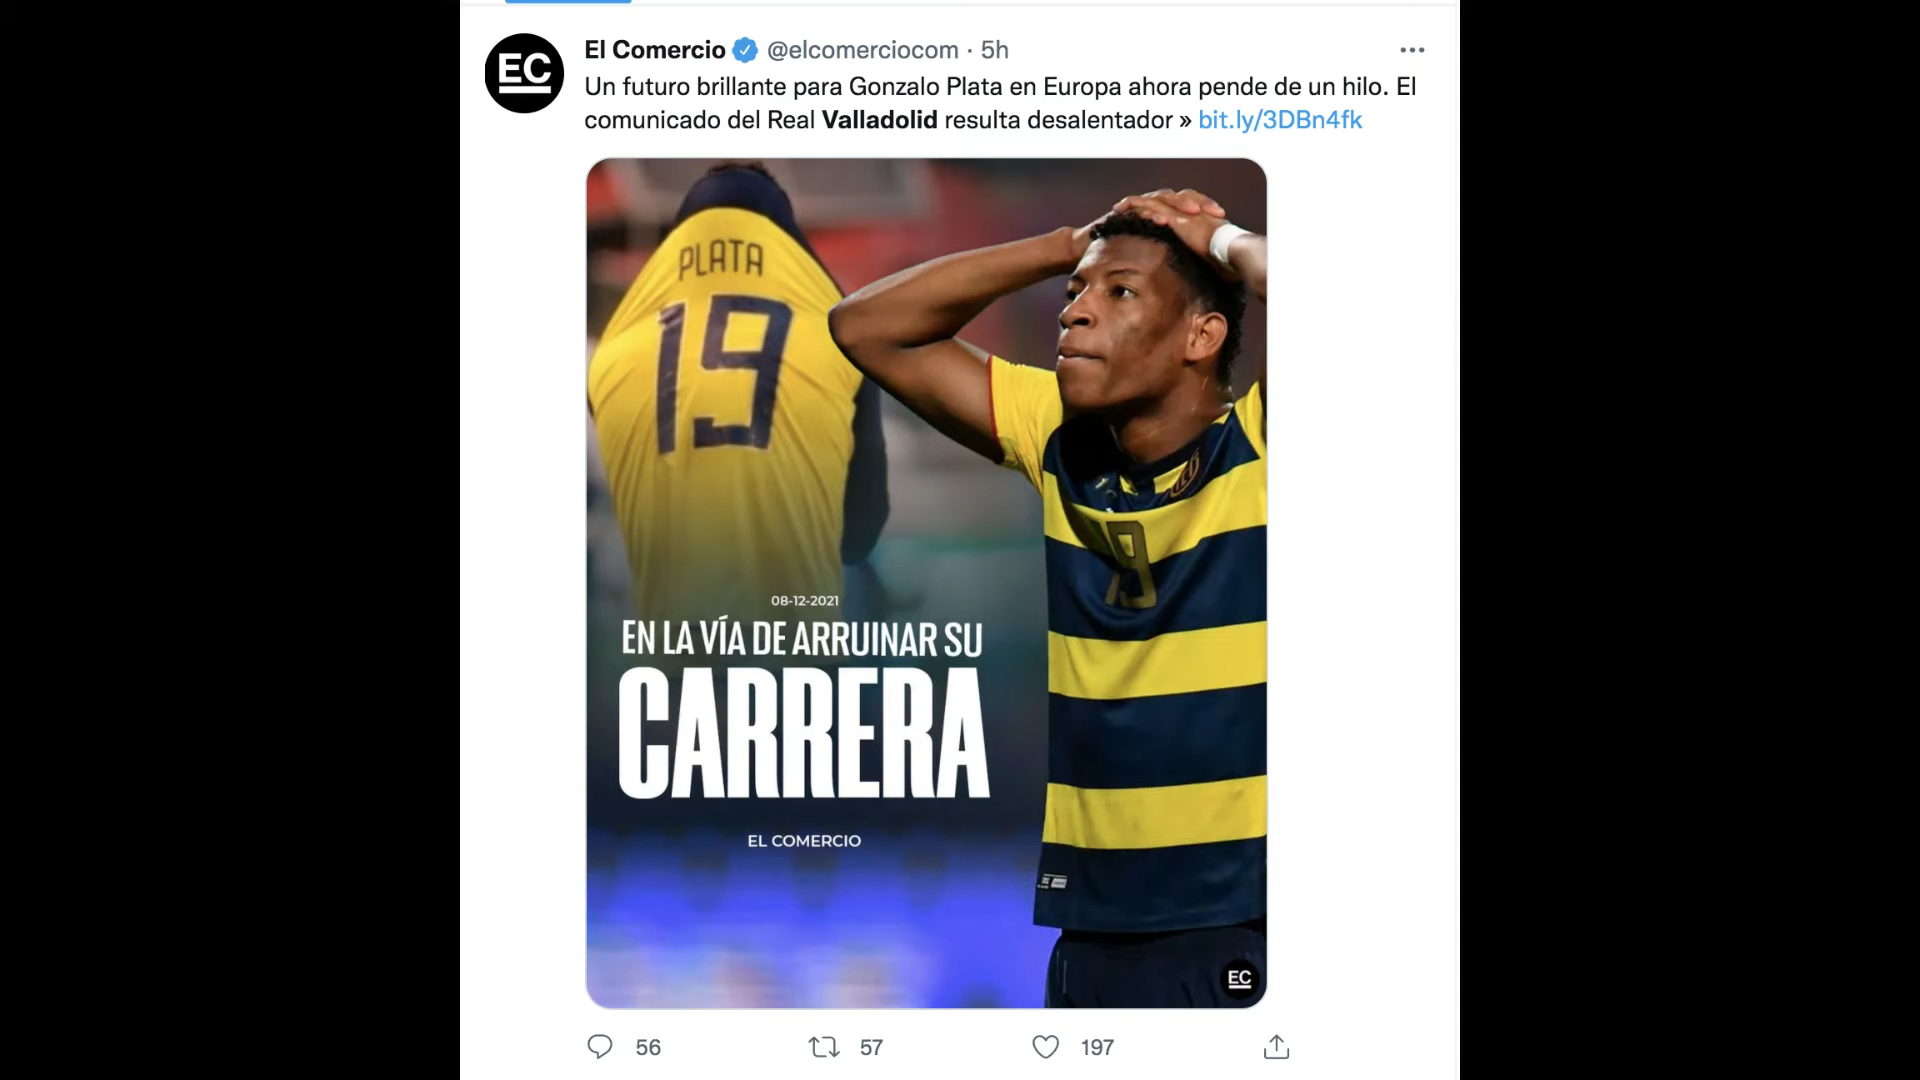 EC
El Comercio @elcomerciocom · 5h
Un futuro brillante para Gonzalo Plata en Europa ahora pende de un hilo. El
comunicado del Real Valladolid resulta desalentador » bit.ly/3DBn4fk
PLATA
19
19
08-12-2021
EN LA VÍA DE ARRUINAR SU
CARRERA
EL COMERCIO
EC
56
57
197